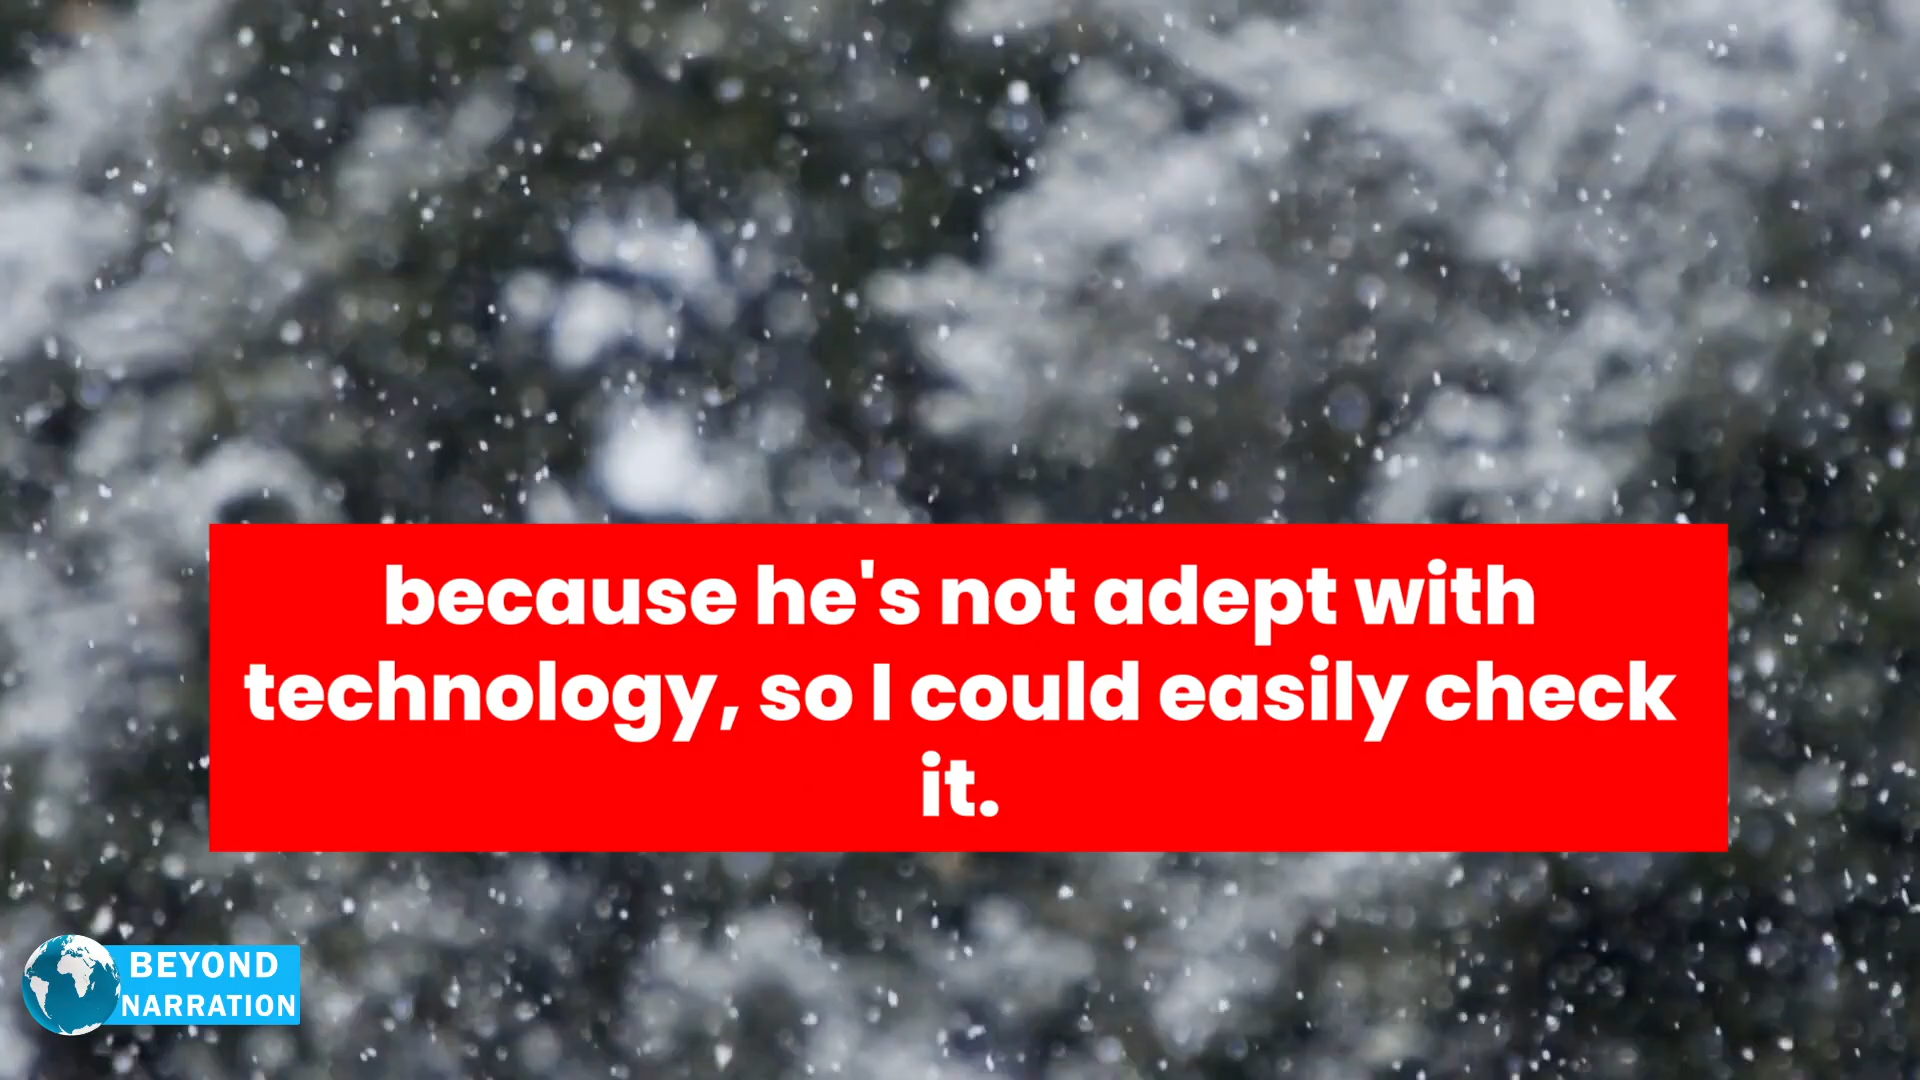 because he's not adept with
technology, so I could easily check
it.
BEYOND
NARRATION